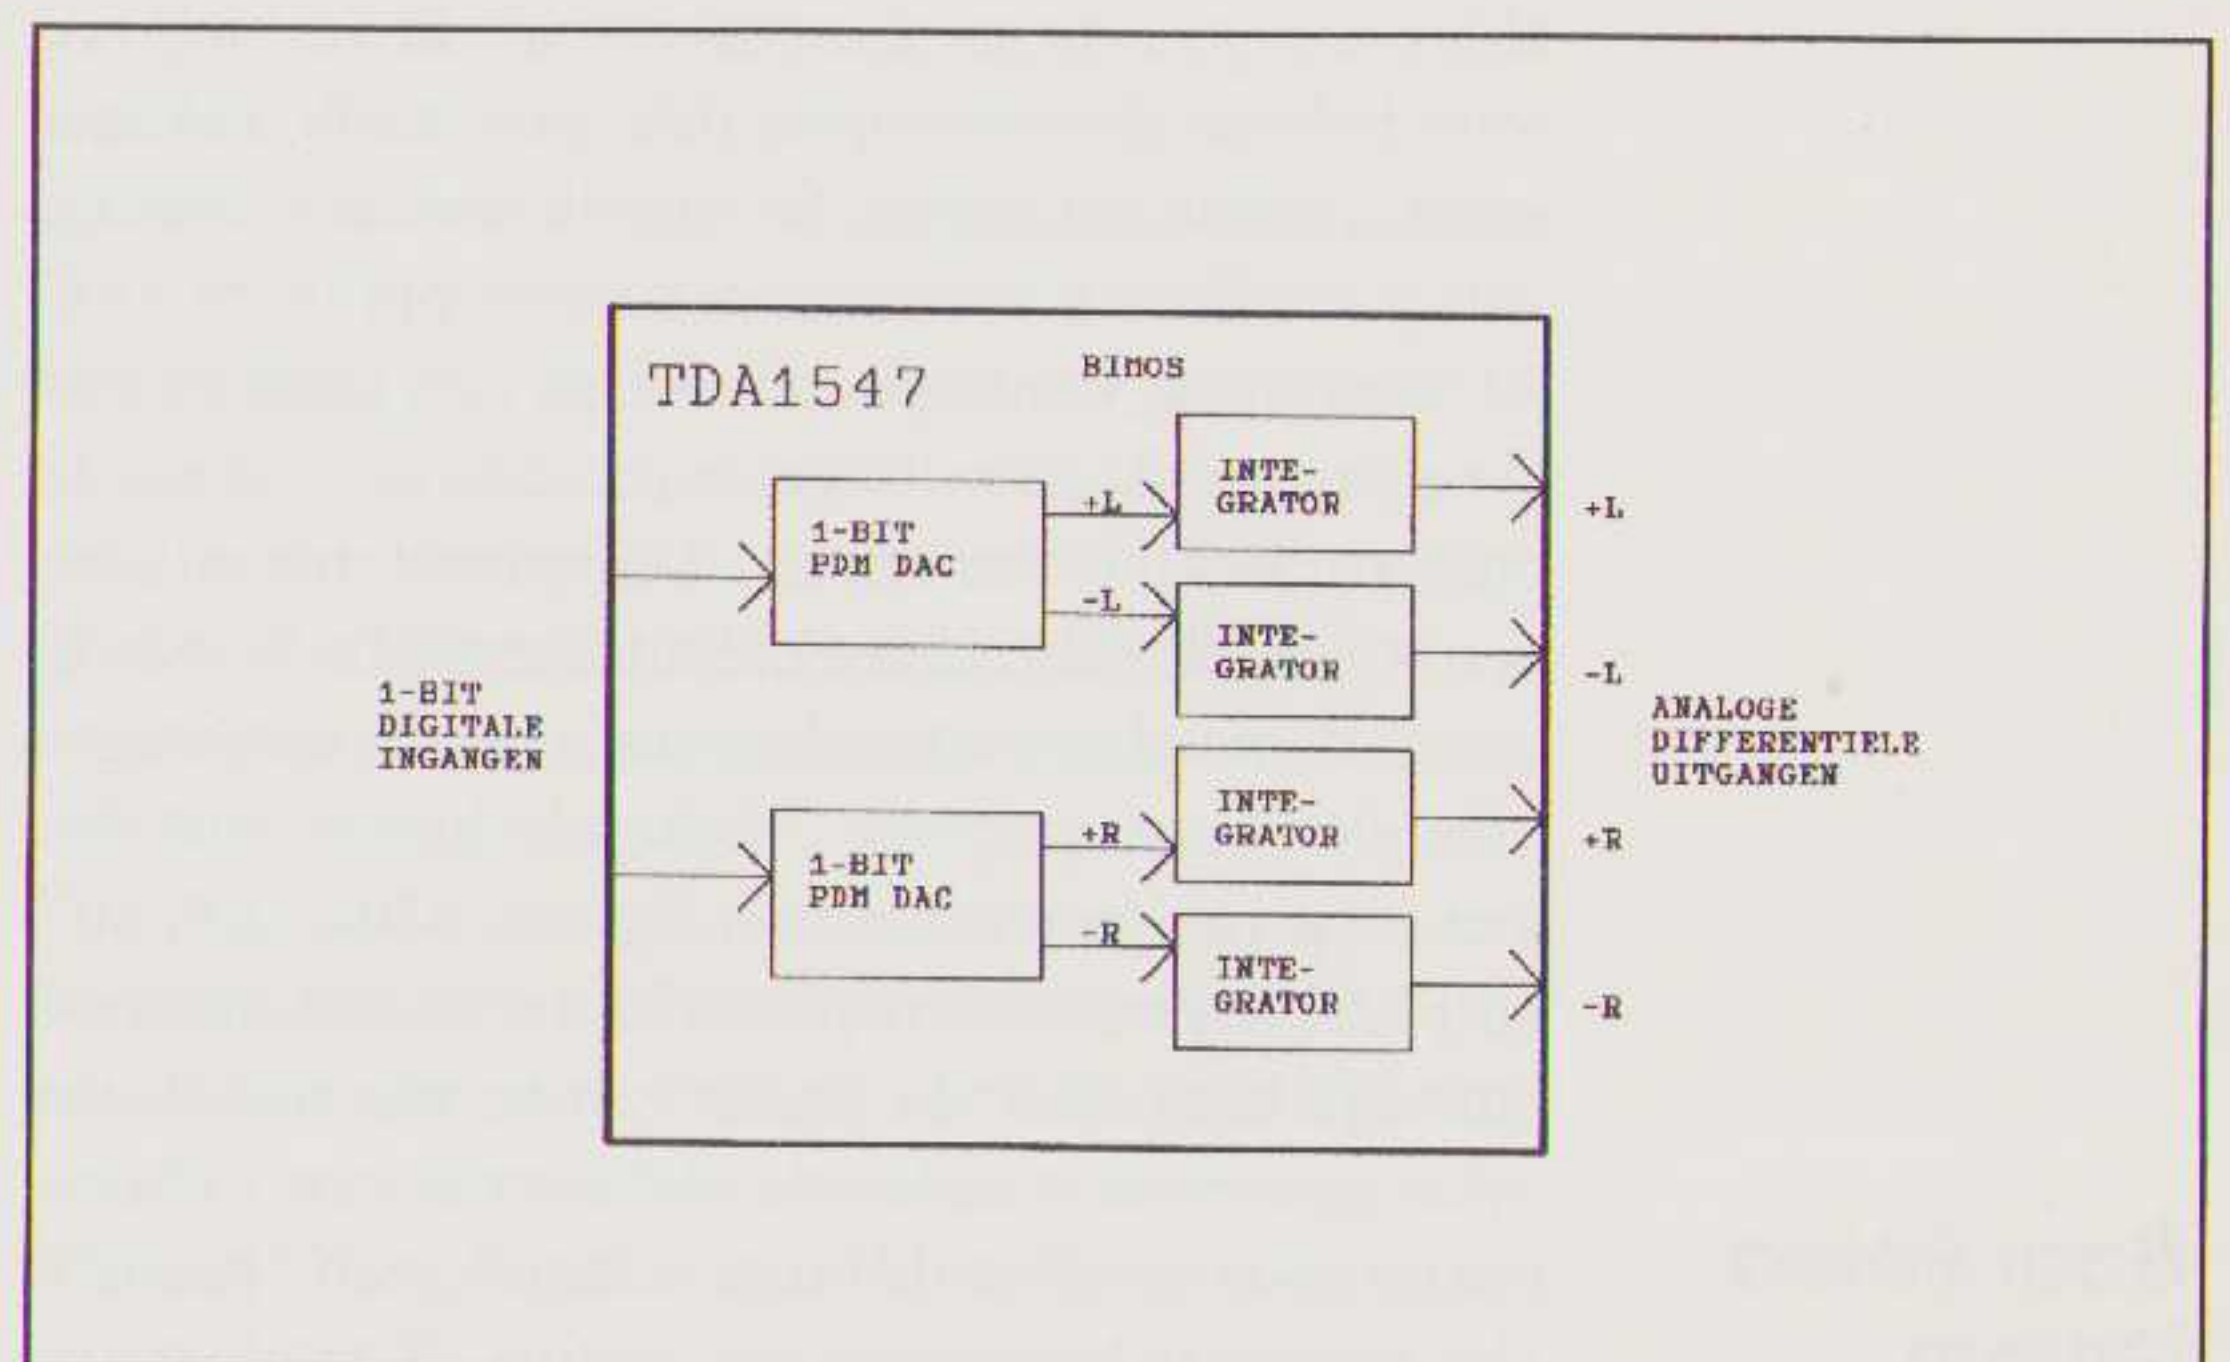 TDA1547
BIMOS
INTE-
GRATOR
+L
+L
1-BIT
PDM DAC
-L
INTE-
GRATOR
-L
1-BIT
DIGITALE
INGANGEN
ANALOGE
DIFFERENTIELE
UITGANGEN
INTE-
GRATOR
+R
+R
1-BIT
PDM DAC
-R
INTE-
GRATOR
-R